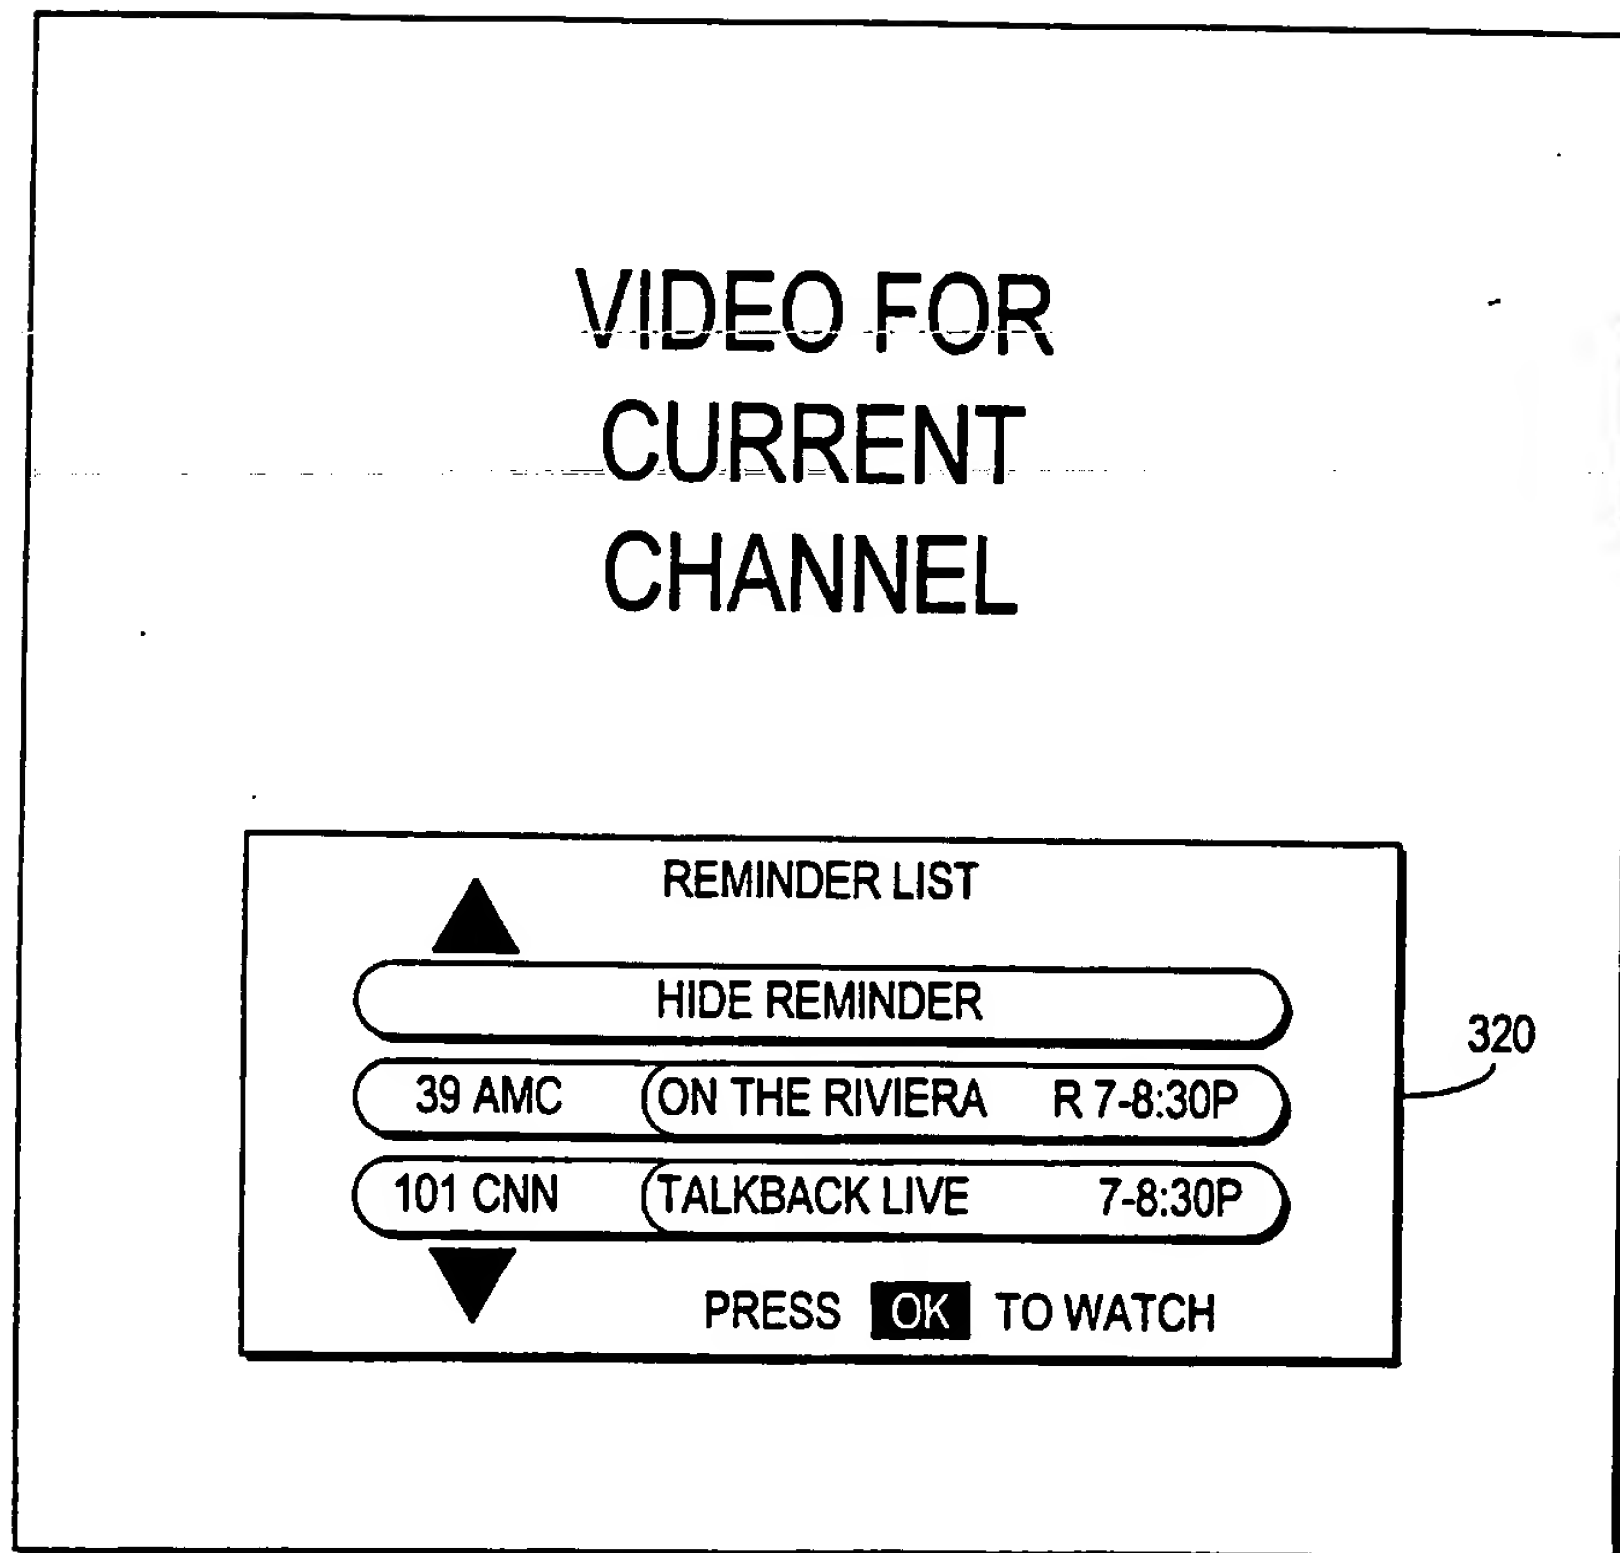 VIDEO FOR
CURRENT
CHANNEL
REMINDER LIST
HIDE REMINDER
39 AMC ON THE RIVIERA R 7-8:30P
101 CNN TALKBACK LIVE 7-8:30P
PRESS OK TO WATCH
320